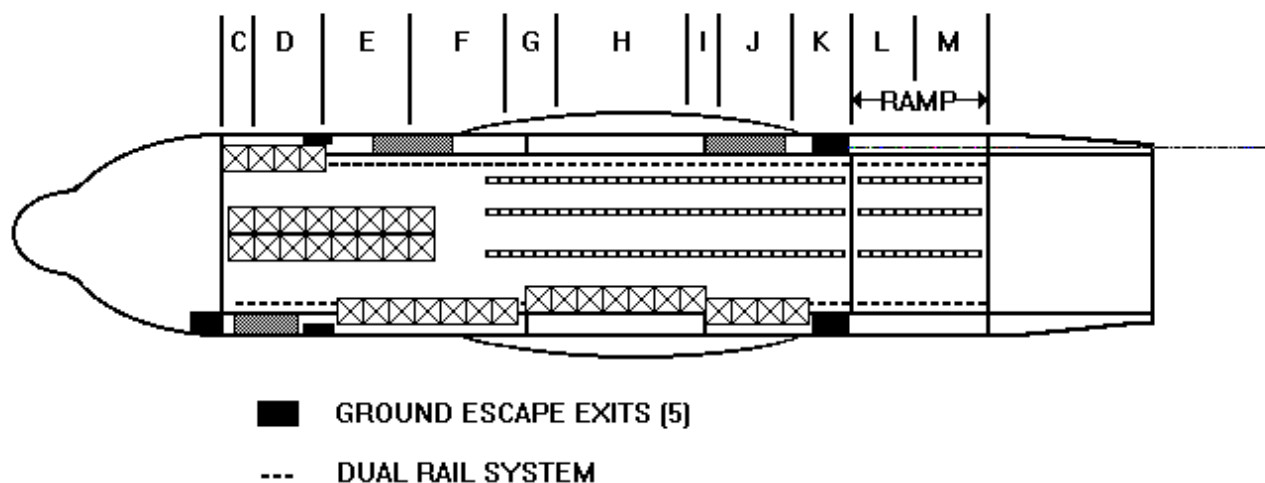 C D E F G H I J K L M
RAMP
GROUND ESCAPE EXITS (5)
DUAL RAIL SYSTEM